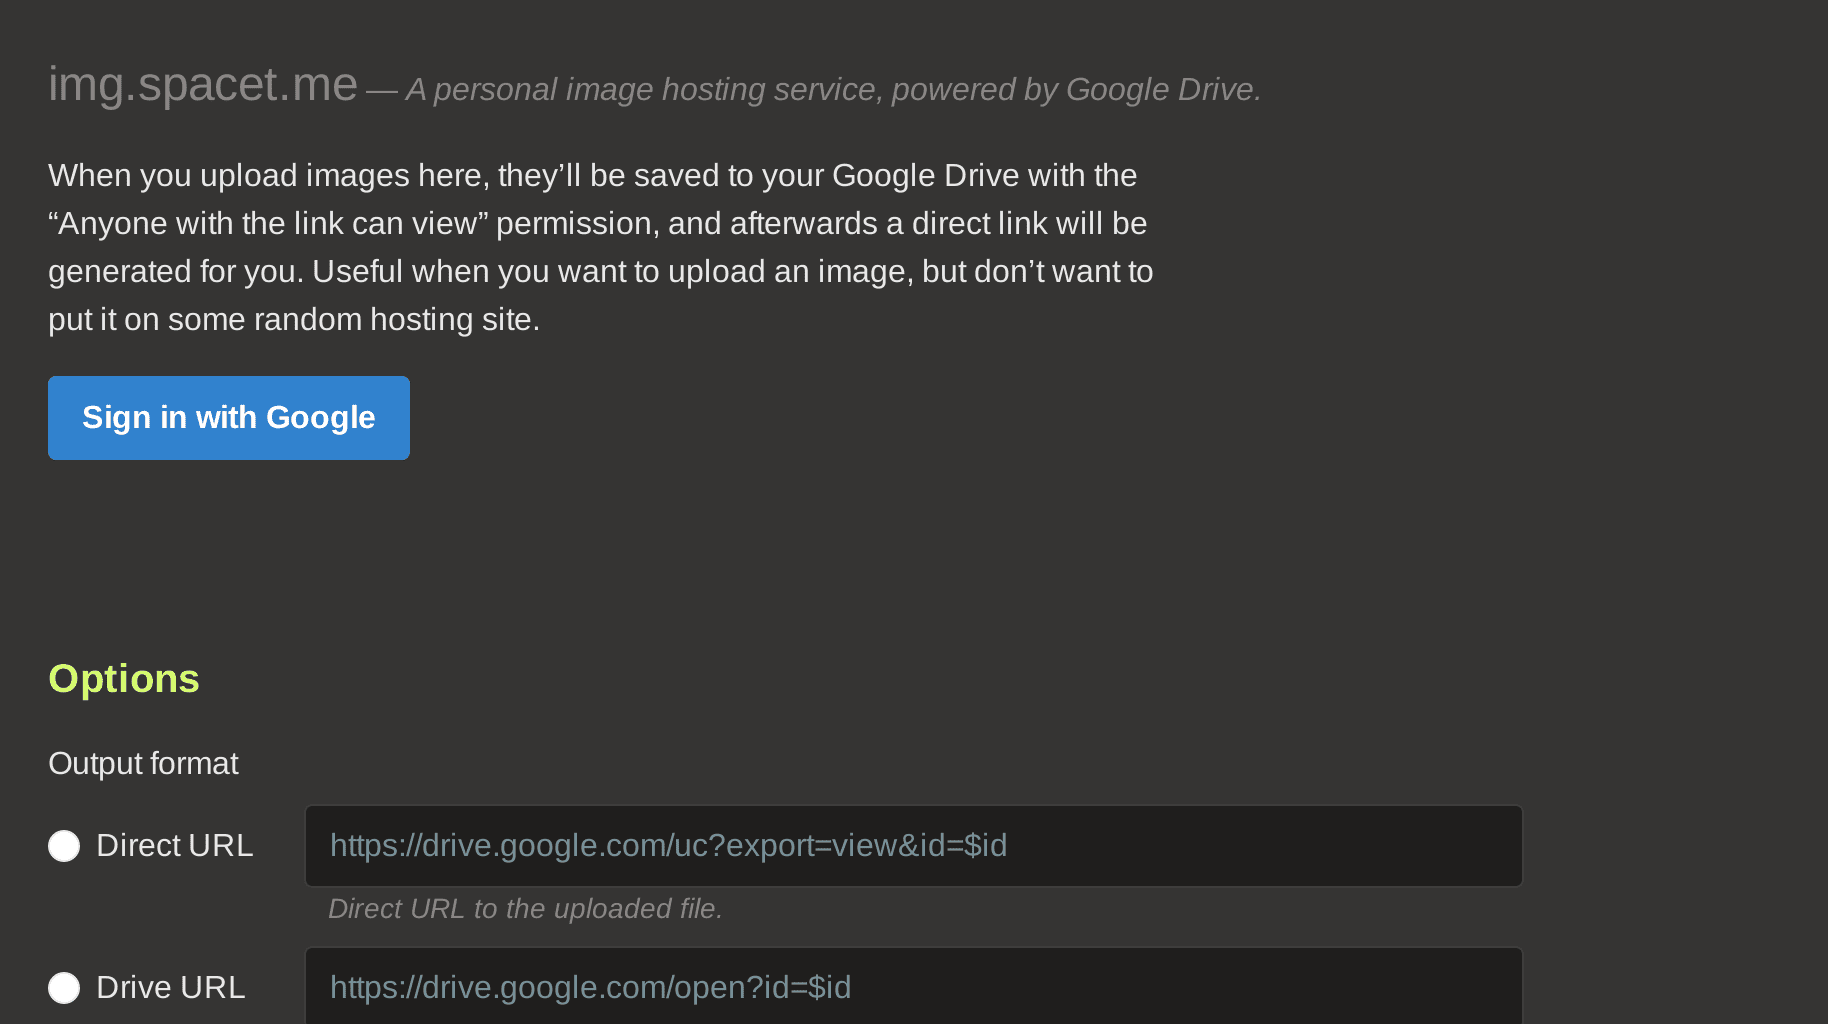 img.spacet.me — A personal image hosting service, powered by Google Drive.
When you upload images here, they’ll be saved to your Google Drive with the
“Anyone with the link can view” permission, and afterwards a direct link will be
generated for you. Useful when you want to upload an image, but don’t want to
put it on some random hosting site.
Sign in with Google
Options
Output format
Direct URL https://drive.google.com/uc?export=view&id=$id
Direct URL to the uploaded file.
Drive URL https://drive.google.com/open?id=$id